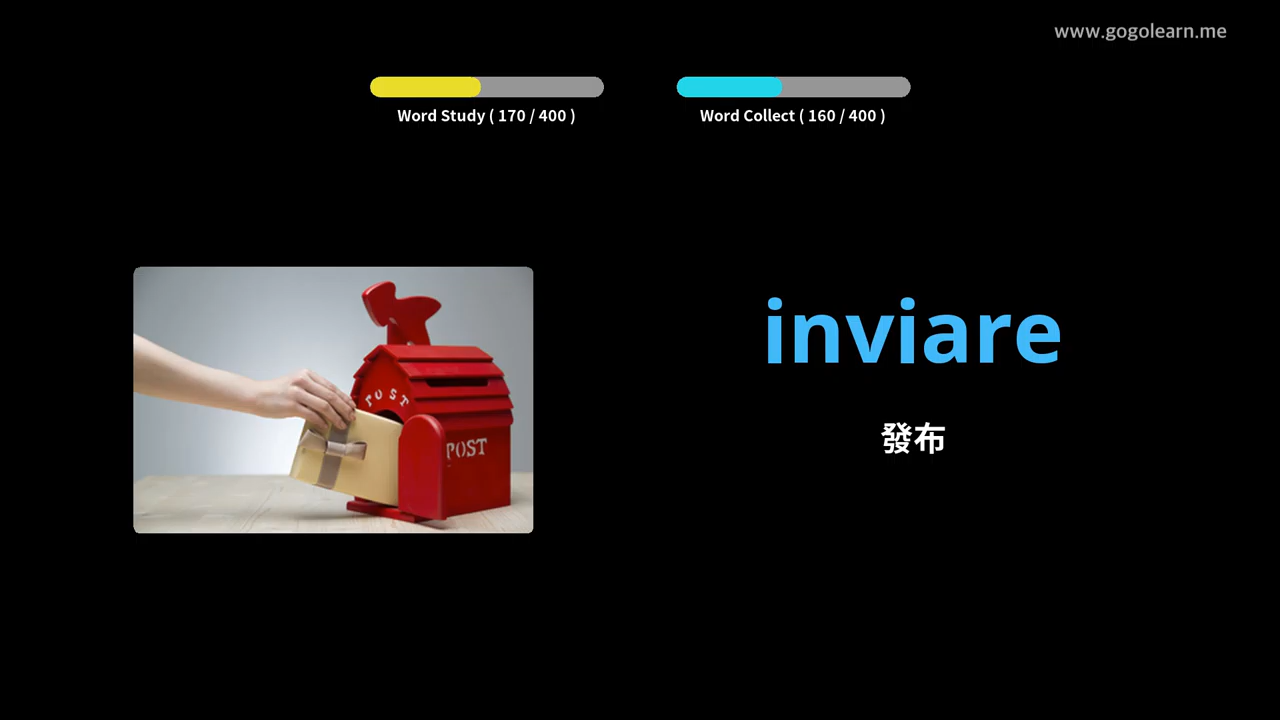 www.gogolearn.me
Word Study ( 170 / 400 )
Word Collect ( 160 / 400 )
inviare
發布
POST
POST